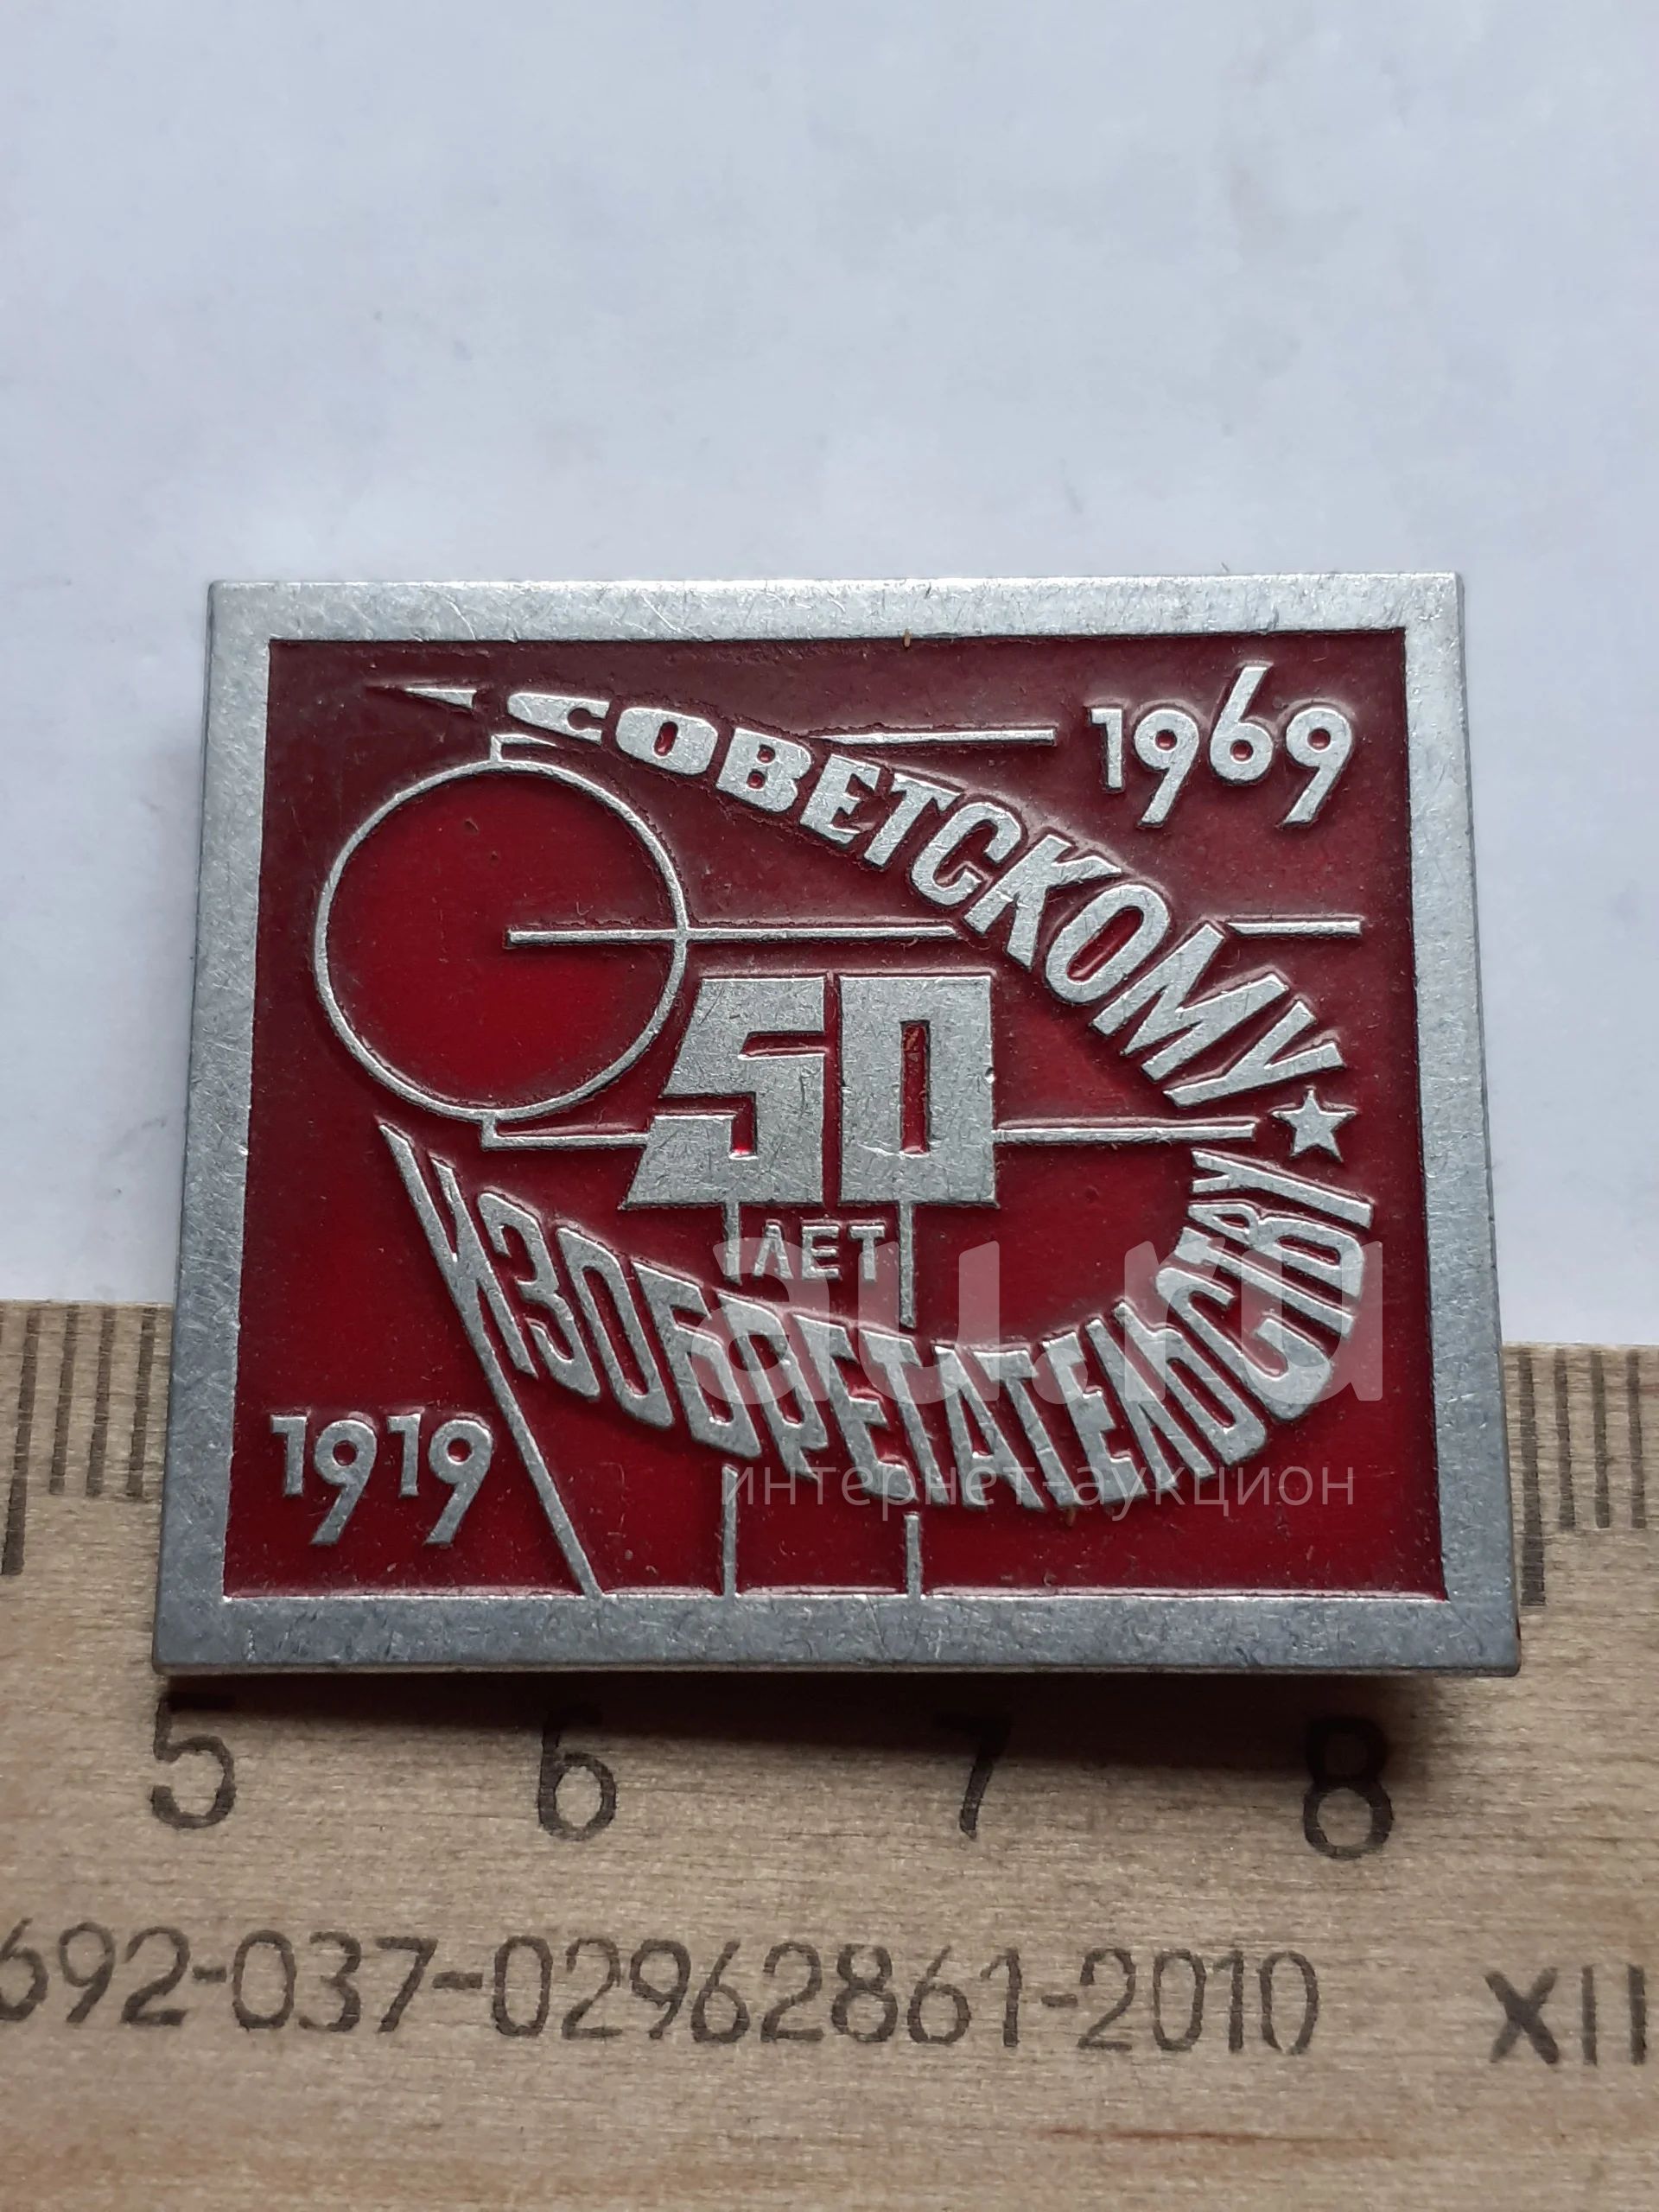 1969
СОВЕТСКОМУ
50
ЛЕТ
ИЗОБРЕТАТЕЛЬСТВУ
1919
au.ru
интернет-аукцион
5 6 7 8
692-037-02962861-2010 XII